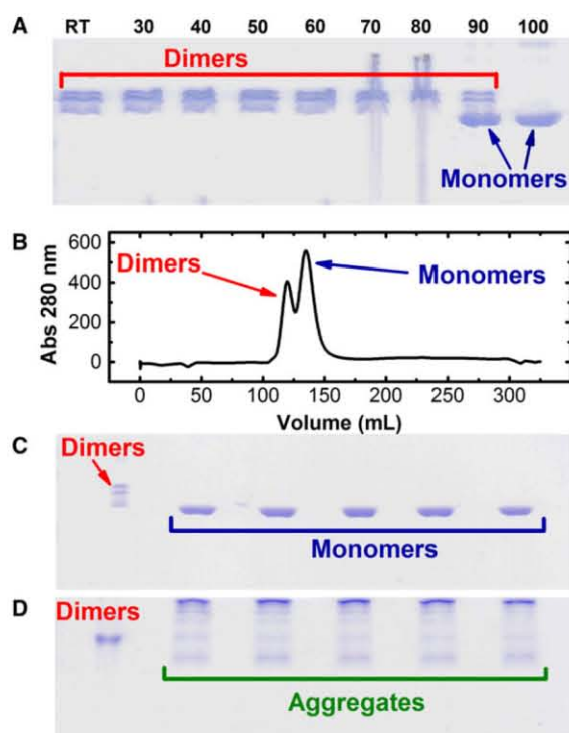 A
RT 30 40 50 60 70 80 90 100
Dimers
Monomers
B
600
400
200
0
Abs 280 nm
Dimers
Monomers
0 50 100 150 200 250 300
Volume (mL)
C
Dimers
Monomers
D
Dimers
Aggregates